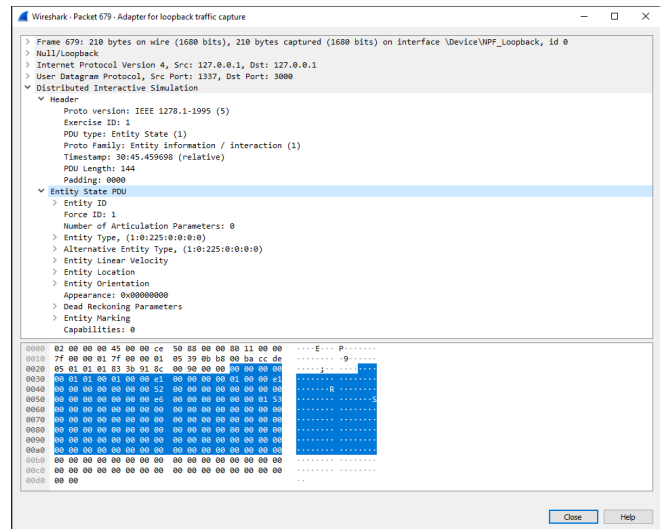 Wireshark · Packet 679 · Adapter for loopback traffic capture
Frame 679: 210 bytes on wire (1680 bits), 210 bytes captured (1680 bits) on interface \Device\NPF_Loopback, id 0
Null/Loopback
Internet Protocol Version 4, Src: 127.0.0.1, Dst: 127.0.0.1
User Datagram Protocol, Src Port: 1337, Dst Port: 3000
Distributed Interactive Simulation
Header
Proto version: IEEE 1278.1-1995 (5)
Exercise ID: 1
PDU type: Entity State (1)
Proto Family: Entity information / interaction (1)
Timestamp: 30:45.459698 (relative)
PDU Length: 144
Padding: 0000
Entity State PDU
Entity ID
Force ID: 1
Number of Articulation Parameters: 0
Entity Type, (1:0:225:0:0:0:0)
Alternative Entity Type, (1:0:225:0:0:0:0)
Entity Linear Velocity
Entity Location
Entity Orientation
Appearance: 0x00000000
Dead Reckoning Parameters
Entity Marking
Capabilities: 0
0000 02 00 00 00 45 00 00 ce 50 88 00 00 80 11 00 00 ····E··· P·······
0010 7f 00 00 01 7f 00 00 01 05 39 0b b8 00 ba cc de ········ ·9······
0020 05 01 01 01 83 3b 91 8c 00 90 00 00 00 00 00 00 ·····;·· ········
0030 00 01 01 00 01 00 00 e1 00 00 00 00 01 00 00 e1 ········ ········
0040 00 00 00 00 00 00 00 52 00 00 00 00 00 00 00 00 ·······R ········
0050 00 00 00 00 00 00 00 e6 00 00 00 00 00 00 01 53 ········ ·······S
0060 00 00 00 00 00 00 00 00 00 00 00 00 00 00 00 00 ········ ········
0070 00 00 00 00 00 00 00 00 00 00 00 00 00 00 00 00 ········ ········
0080 00 00 00 00 00 00 00 00 00 00 00 00 00 00 00 00 ········ ········
0090 00 00 00 00 00 00 00 00 00 00 00 00 00 00 00 00 ········ ········
00a0 00 00 00 00 00 00 00 00 00 00 00 00 00 00 00 00 ········ ········
00b0 00 00 00 00 00 00 00 00 00 00 00 00 00 00 00 00 ········ ········
00c0 00 00 00 00 00 00 00 00 00 00 00 00 00 00 00 00 ········ ········
00d0 00 00 ··
Close Help